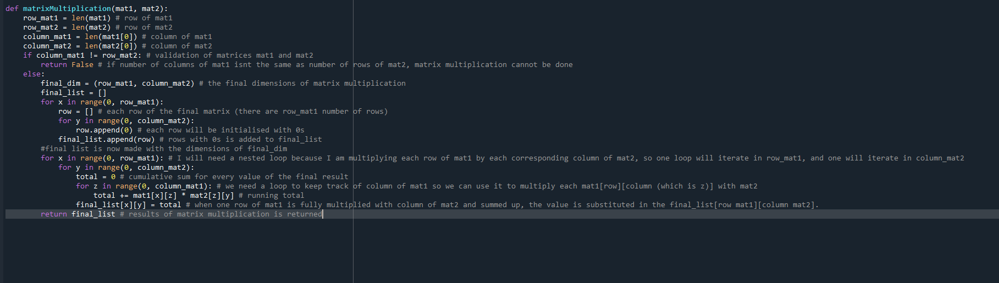 def matrixMultiplication(mat1, mat2):
    row_mat1 = len(mat1) # row of mat1
    row_mat2 = len(mat2) # row of mat2
    column_mat1 = len(mat1[0]) # column of mat1
    column_mat2 = len(mat2[0]) # column of mat2
    if column_mat1 != row_mat2: # validation of matrices mat1 and mat2
        return False # if number of columns of mat1 isnt the same as number of rows of mat2, matrix multiplication cannot be done
    else:
        final_dim = (row_mat1, column_mat2) # the final dimensions of matrix multiplication
        final_list = []
        for x in range(0, row_mat1):
            row = [] # each row of the final matrix (there are row_mat1 number of rows)
            for y in range(0, column_mat2):
                row.append(0) # each row will be initialised with 0s
            final_list.append(row) # rows with 0s is added to final_list
        #final list is now made with the dimensions of final_dim
        for x in range(0, row_mat1): # I will need a nested loop because I am multiplying each row of mat1 by each corresponding column of mat2, so one loop will iterate in row_mat1, and one will iterate in column_mat2
            for y in range(0, column_mat2):
                total = 0 # cumulative sum for every value of the final result
                for z in range(0, column_mat1): # we need a loop to keep track of column of mat1 so we can use it to multiply each mat1[row][column (which is z)] with mat2
                    total += mat1[x][z] * mat2[z][y] # running total
                final_list[x][y] = total # when one row of mat1 is fully multiplied with column of mat2 and summed up, the value is substituted in the final_list[row mat1][column mat2].
        return final_list # results of matrix multiplication is returned